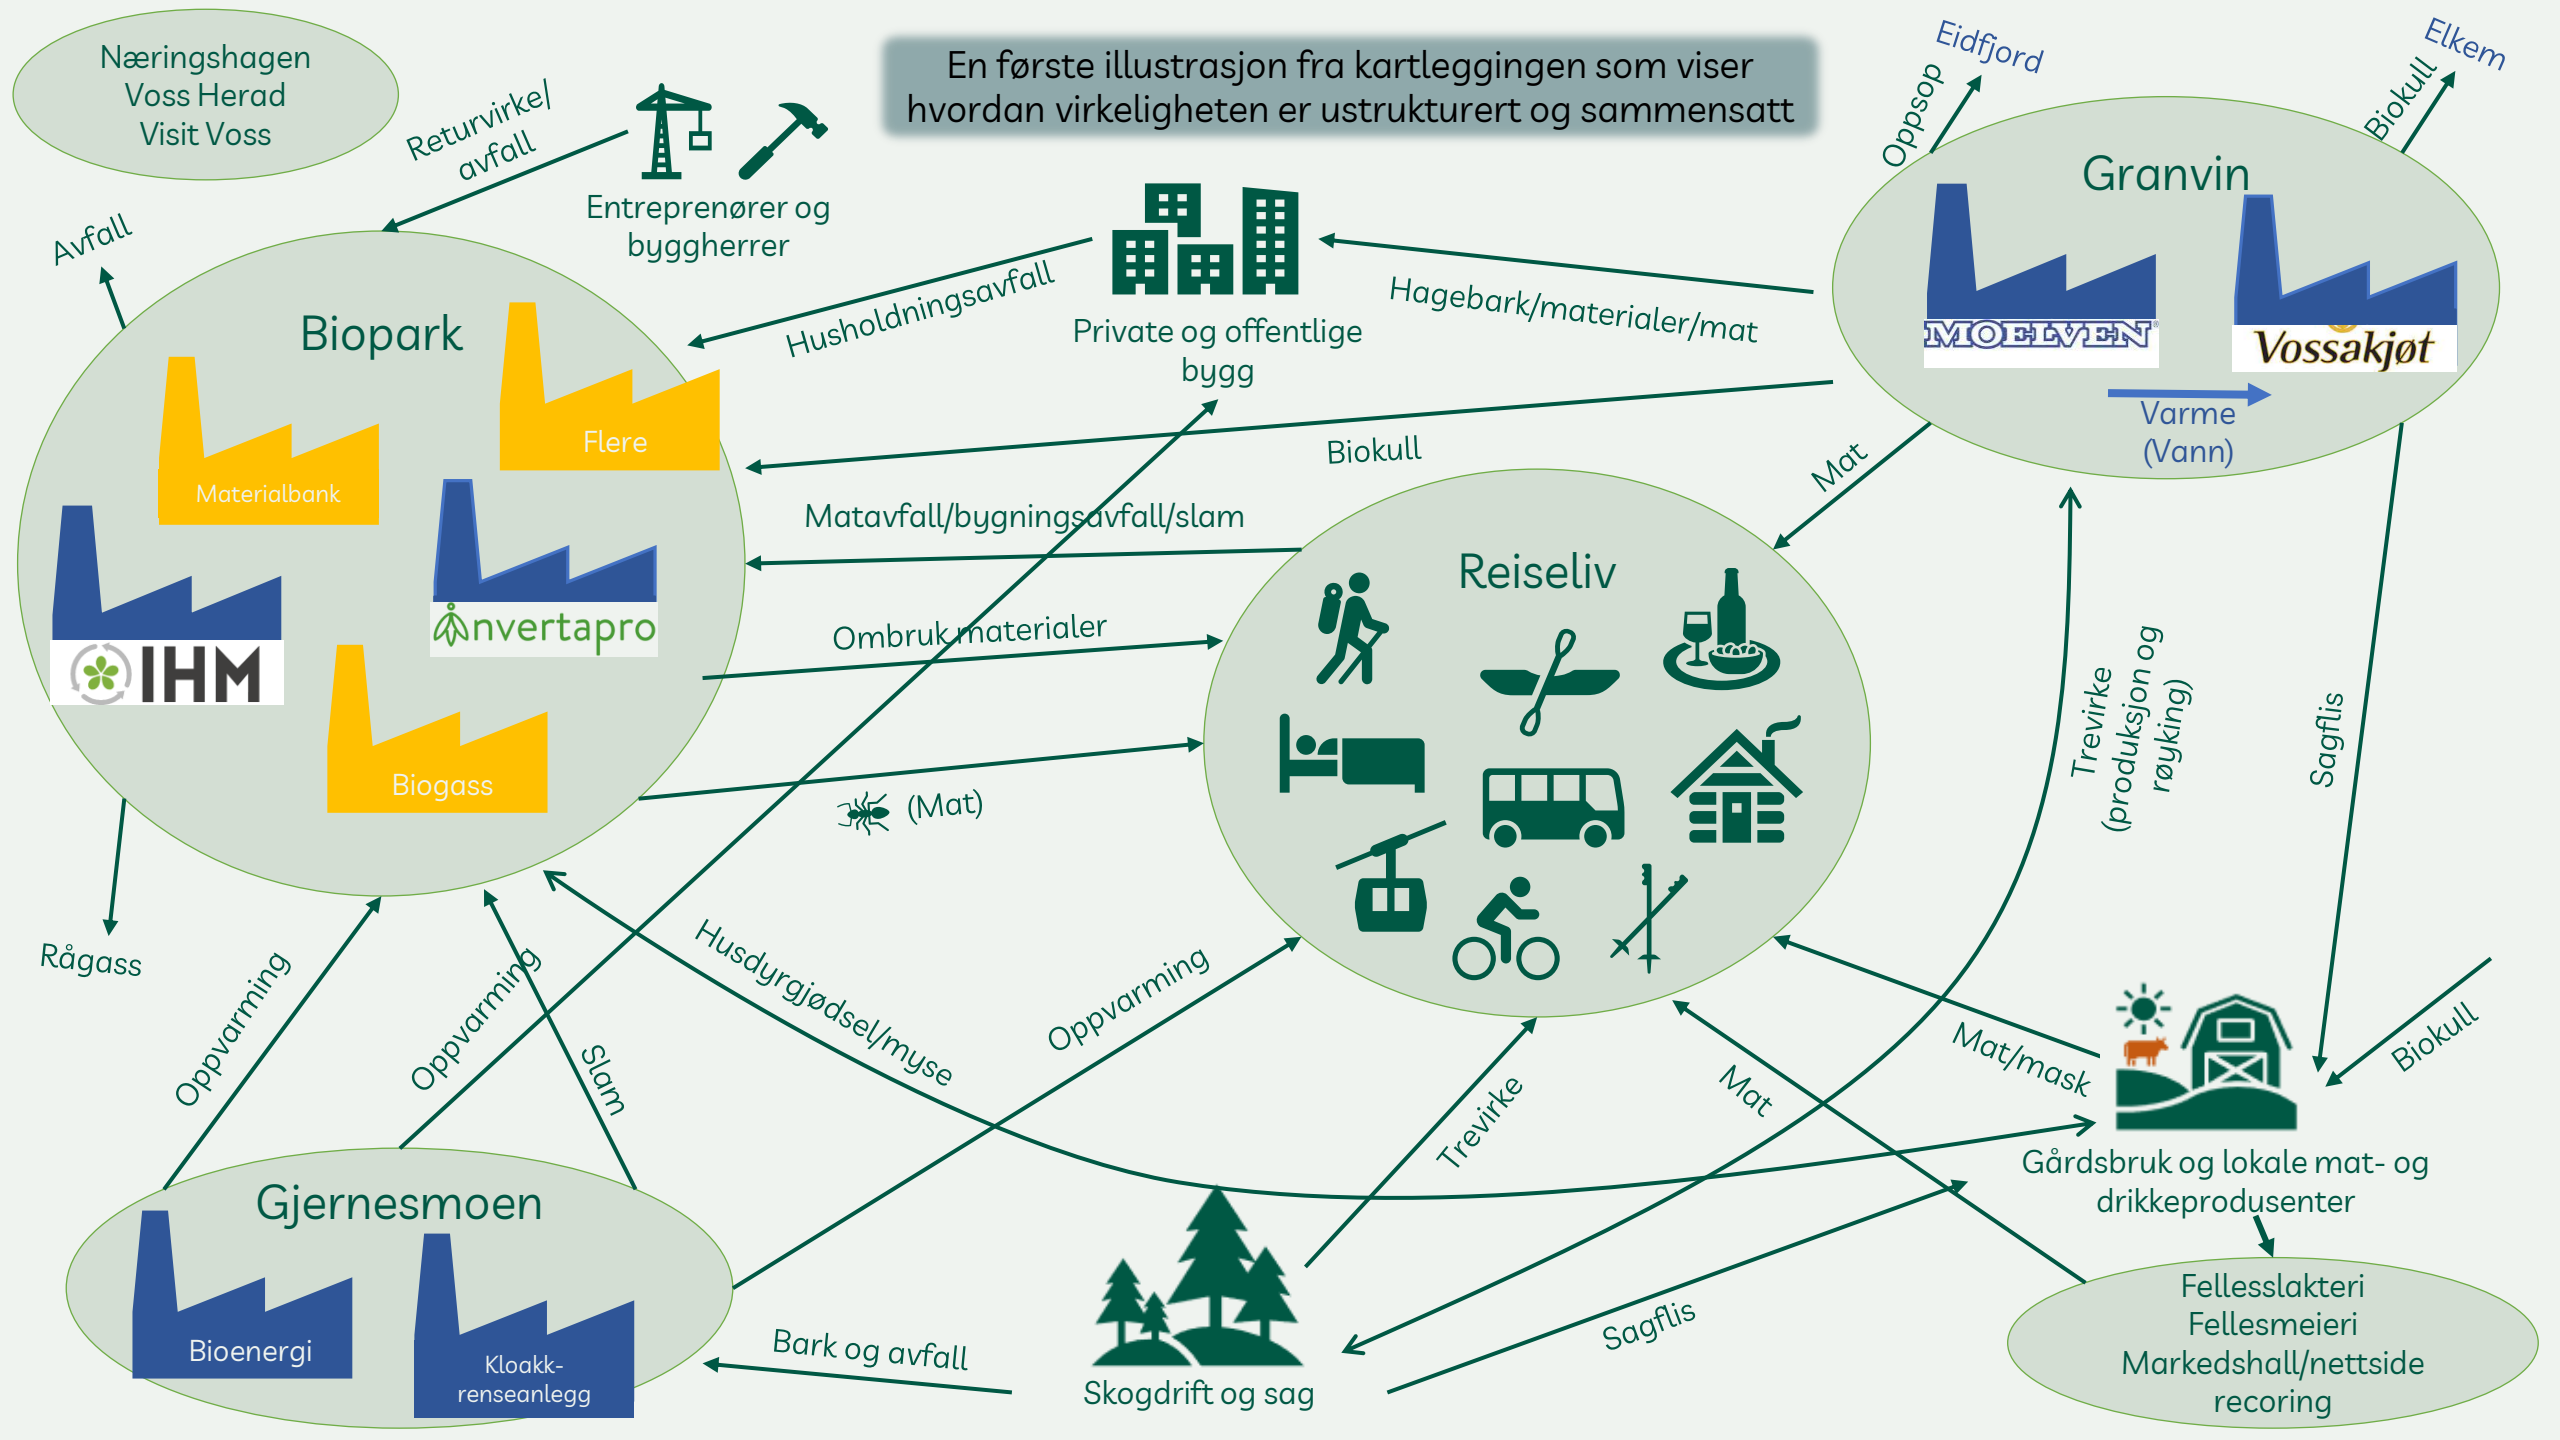 Næringshagen
Voss Herad
Visit Voss
En første illustrasjon fra kartleggingen som viser
hvordan virkeligheten er ustrukturert og sammensatt
Eidfjord
Elkem
Oppsop
Biokull
Returvirke/
avfall
Entreprenører og
byggherrer
Avfall
Granvin
MOELVEN®
Vossakjøt
Varme
(Vann)
Husholdningsavfall
Private og offentlige
bygg
Hagebark/materialer/mat
Biopark
Flere
Materialbank
IHM
invertapro
Biogass
Biokull
Mat
Matavfall/bygningsavfall/slam
Ombruk materialer
(Mat)
Reiseliv
Trevirke
(produksjon og
røyking)
Sagflis
Rågass
Oppvarming
Oppvarming
Slam
Husdyrgjødsel/myse
Oppvarming
Trevirke
Mat
Mat/mask
Biokull
Gårdsbruk og lokale mat- og
drikkeprodusenter
Gjernesmoen
Bioenergi
Kloakk-
renseanlegg
Bark og avfall
Skogdrift og sag
Sagflis
Fellesslakteri
Fellesmeieri
Markedshall/nettside
recoring